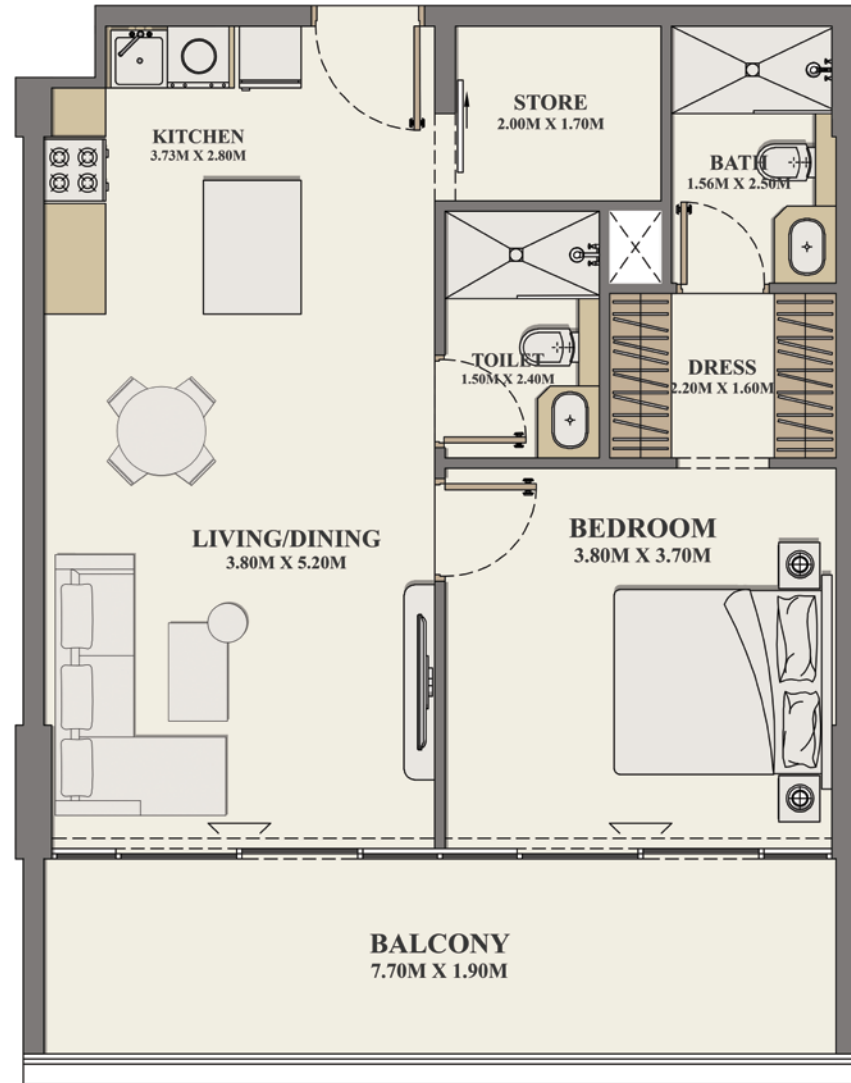 STORE
2.00M X 1.70M
KITCHEN
3.73M X 2.80M
BATH
1.56M X 2.50M
TOILET
1.50M X 2.40M
DRESS
2.20M X 1.60M
LIVING/DINING
3.80M X 5.20M
BEDROOM
3.80M X 3.70M
BALCONY
7.70M X 1.90M